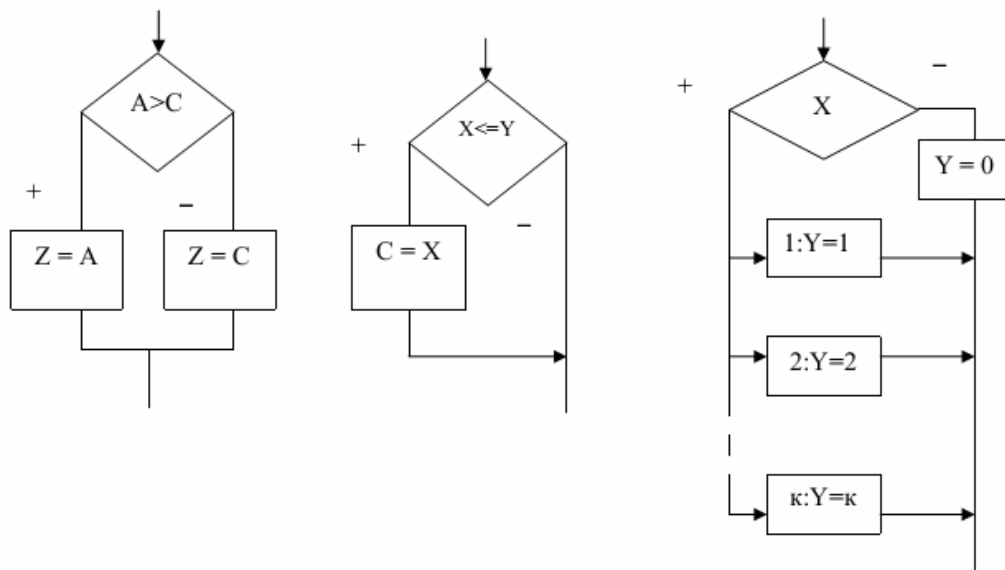 A>C
+
−
Z = A
Z = C
X<=Y
+
−
C = X
X
+
−
Y = 0
1:Y=1
2:Y=2
к:Y=к